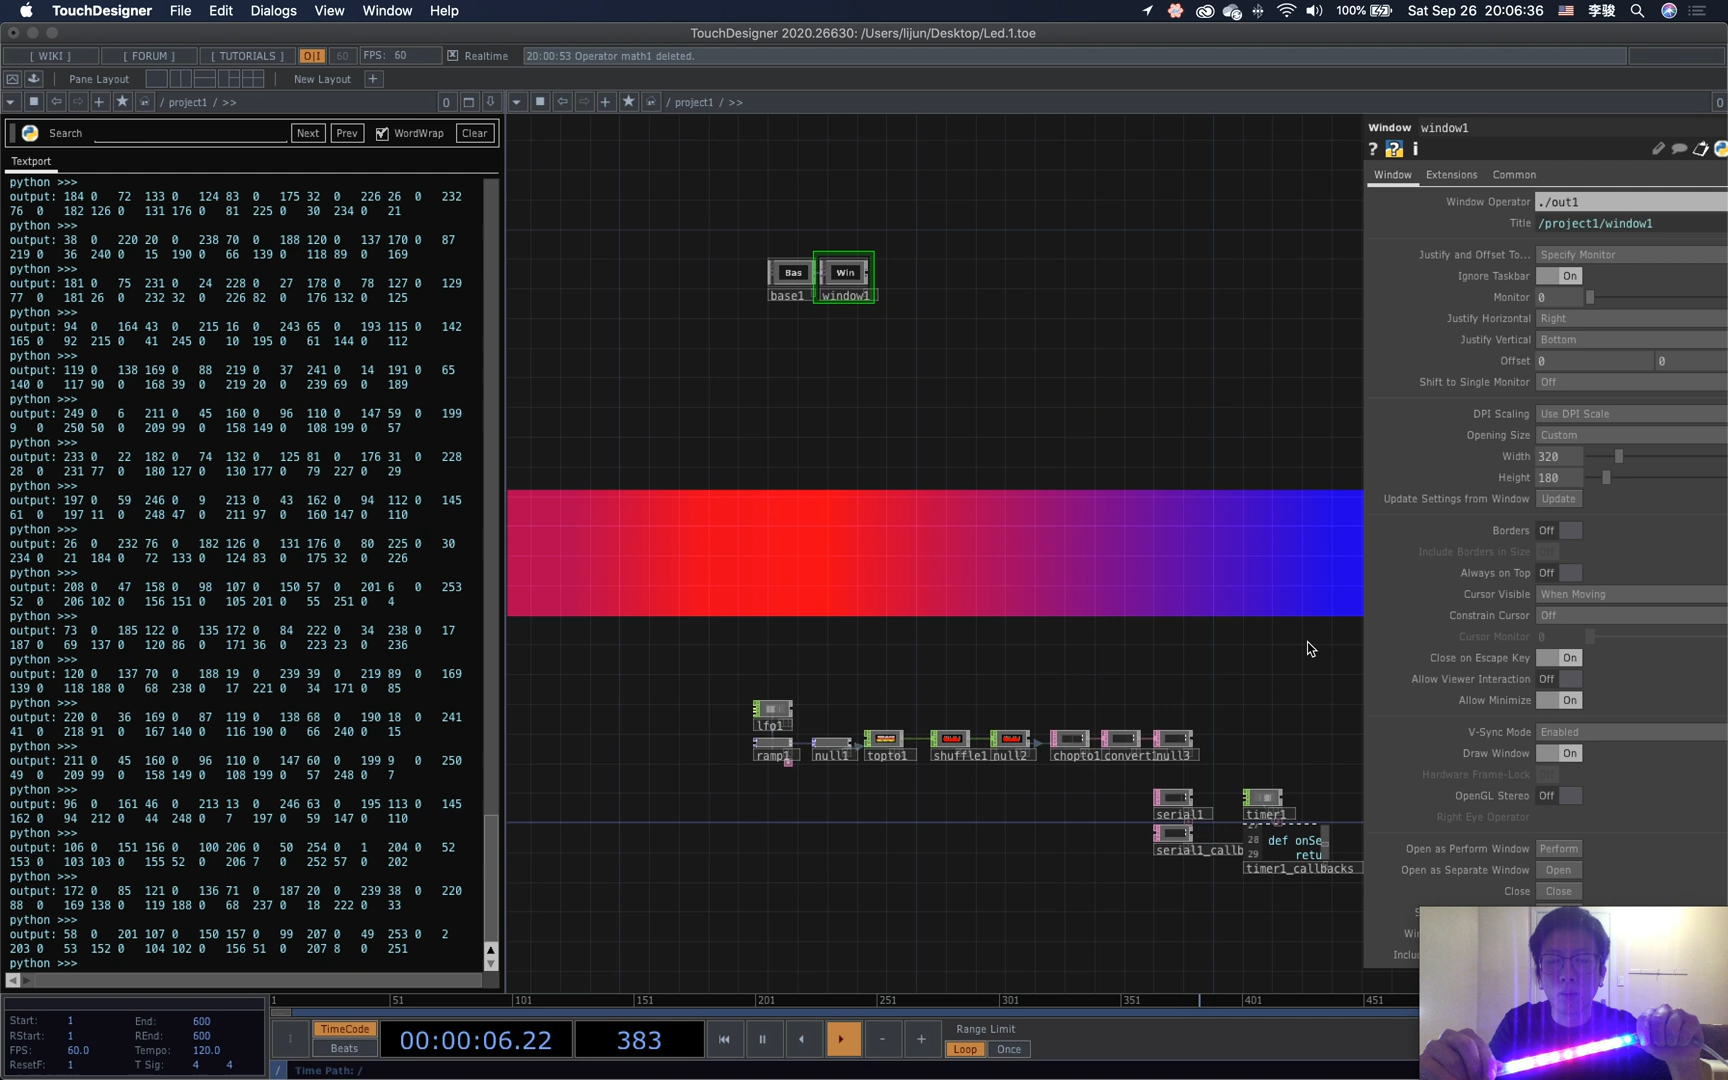 TouchDesigner File Edit Dialogs View Window Help 100% Sat Sep 26 20:06:36 李骏
TouchDesigner 2020.26630: /Users/lijun/Desktop/Led.1.toe
[ WIKI ] [ FORUM ] [ TUTORIALS ] O|I 60 FPS: 60 Realtime 20:00:53 Operator math1 deleted.
Pane Layout New Layout +
/ project1 / >> 0 / project1 / >> 0
Search Next Prev WordWrap Clear
Textport
python >>>
output: 184 0 72 133 0 124 83 0 175 32 0 226 26 0 232
76 0 182 126 0 131 176 0 81 225 0 30 234 0 21
python >>>
output: 38 0 220 20 0 238 70 0 188 120 0 137 170 0 87
219 0 36 240 0 15 190 0 66 139 0 118 89 0 169
python >>>
output: 181 0 75 231 0 24 228 0 27 178 0 78 127 0 129
77 0 181 26 0 232 32 0 226 82 0 176 132 0 125
python >>>
output: 94 0 164 43 0 215 16 0 243 65 0 193 115 0 142
165 0 92 215 0 41 245 0 10 195 0 61 144 0 112
python >>>
output: 119 0 138 169 0 88 219 0 37 241 0 14 191 0 65
140 0 117 90 0 168 39 0 219 20 0 239 69 0 189
python >>>
output: 249 0 6 211 0 45 160 0 96 110 0 147 59 0 199
9 0 250 50 0 209 99 0 158 149 0 108 199 0 57
python >>>
output: 233 0 22 182 0 74 132 0 125 81 0 176 31 0 228
28 0 231 77 0 180 127 0 130 177 0 79 227 0 29
python >>>
output: 197 0 59 246 0 9 213 0 43 162 0 94 112 0 145
61 0 197 11 0 248 47 0 211 97 0 160 147 0 110
python >>>
output: 26 0 232 76 0 182 126 0 131 176 0 80 225 0 30
234 0 21 184 0 72 133 0 124 83 0 175 32 0 226
python >>>
output: 208 0 47 158 0 98 107 0 150 57 0 201 6 0 253
52 0 206 102 0 156 151 0 105 201 0 55 251 0 4
python >>>
output: 73 0 185 122 0 135 172 0 84 222 0 34 238 0 17
187 0 69 137 0 120 86 0 171 36 0 223 23 0 236
python >>>
output: 120 0 137 70 0 188 19 0 239 39 0 219 89 0 169
139 0 118 188 0 68 238 0 17 221 0 34 171 0 85
python >>>
output: 220 0 36 169 0 87 119 0 138 68 0 190 18 0 241
41 0 218 91 0 167 140 0 116 190 0 66 240 0 14
python >>>
output: 211 0 45 160 0 96 110 0 147 60 0 199 9 0 250
49 0 209 99 0 158 149 0 108 199 0 57 248 0 7
python >>>
output: 96 0 161 46 0 213 13 0 246 63 0 195 113 0 145
162 0 94 212 0 44 248 0 7 197 0 59 147 0 110
python >>>
output: 106 0 151 156 0 100 206 0 50 254 0 1 204 0 52
153 0 103 103 0 155 52 0 206 7 0 252 57 0 202
python >>>
output: 172 0 85 121 0 136 71 0 187 20 0 239 38 0 220
88 0 169 138 0 119 188 0 68 237 0 18 222 0 33
python >>>
output: 58 0 201 107 0 150 157 0 99 207 0 49 253 0 2
203 0 53 152 0 104 102 0 156 51 0 207 8 0 251
python >>>
Bas Win
base1 window1
lfo1
ramp1 null1 topto1 shuffle1 null2 chopto1 convert1 null3
serial1 timer1
serial1_callb
27
28 def onSe
29 retu
timer1_callbacks
Window window1
? ? i
Window Extensions Common
Window Operator ./out1
Title /project1/window1
Justify and Offset To... Specify Monitor
Ignore Taskbar On
Monitor 0
Justify Horizontal Right
Justify Vertical Bottom
Offset 0 0
Shift to Single Monitor Off
DPI Scaling Use DPI Scale
Opening Size Custom
Width 320
Height 180
Update Settings from Window Update
Borders Off
Include Borders in Size
Always on Top Off
Cursor Visible When Moving
Constrain Cursor Off
Cursor Monitor 0
Close on Escape Key On
Allow Viewer Interaction Off
Allow Minimize On
V-Sync Mode Enabled
Draw Window On
Hardware Frame-Lock
OpenGL Stereo Off
Right Eye Operator
Open as Perform Window Perform
Open as Separate Window Open
Close Close
Inclu
1 51 101 151 201 251 301 351 401 451
Start: 1 End: 600
RStart: 1 REnd: 600
FPS: 60.0 Tempo: 120.0
ResetF: 1 T Sig: 4 4
TimeCode
Beats
00:00:06.22 383
- +
Range Limit
Loop Once
/ Time Path: /